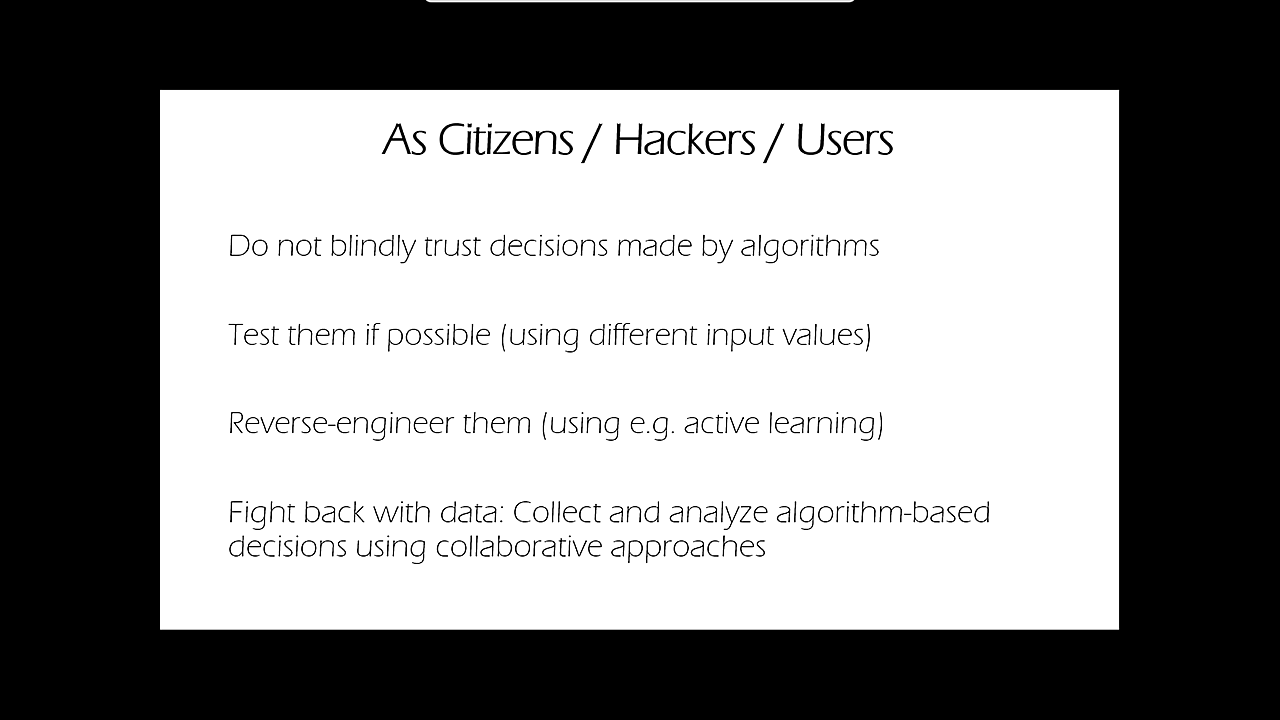 As Citizens / Hackers / Users
Do not blindly trust decisions made by algorithms
Test them if possible (using different input values)
Reverse-engineer them (using e.g. active learning)
Fight back with data: Collect and analyze algorithm-based
decisions using collaborative approaches